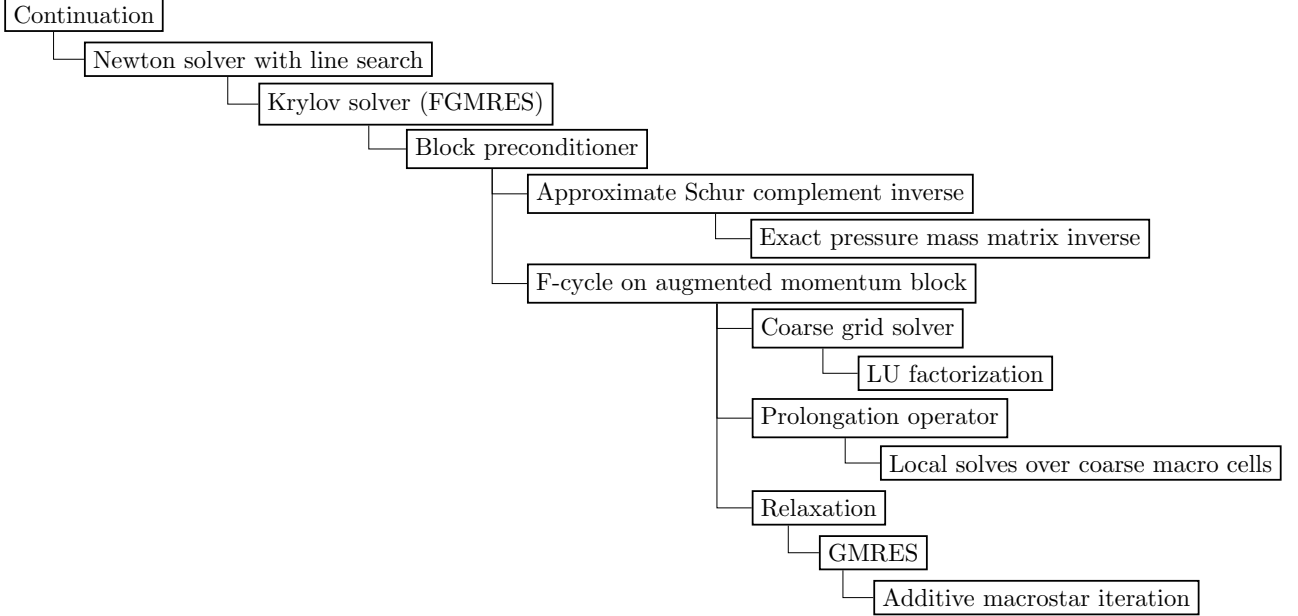 Continuation
Newton solver with line search
Krylov solver (FGMRES)
Block preconditioner
Approximate Schur complement inverse
Exact pressure mass matrix inverse
F-cycle on augmented momentum block
Coarse grid solver
LU factorization
Prolongation operator
Local solves over coarse macro cells
Relaxation
GMRES
Additive macrostar iteration